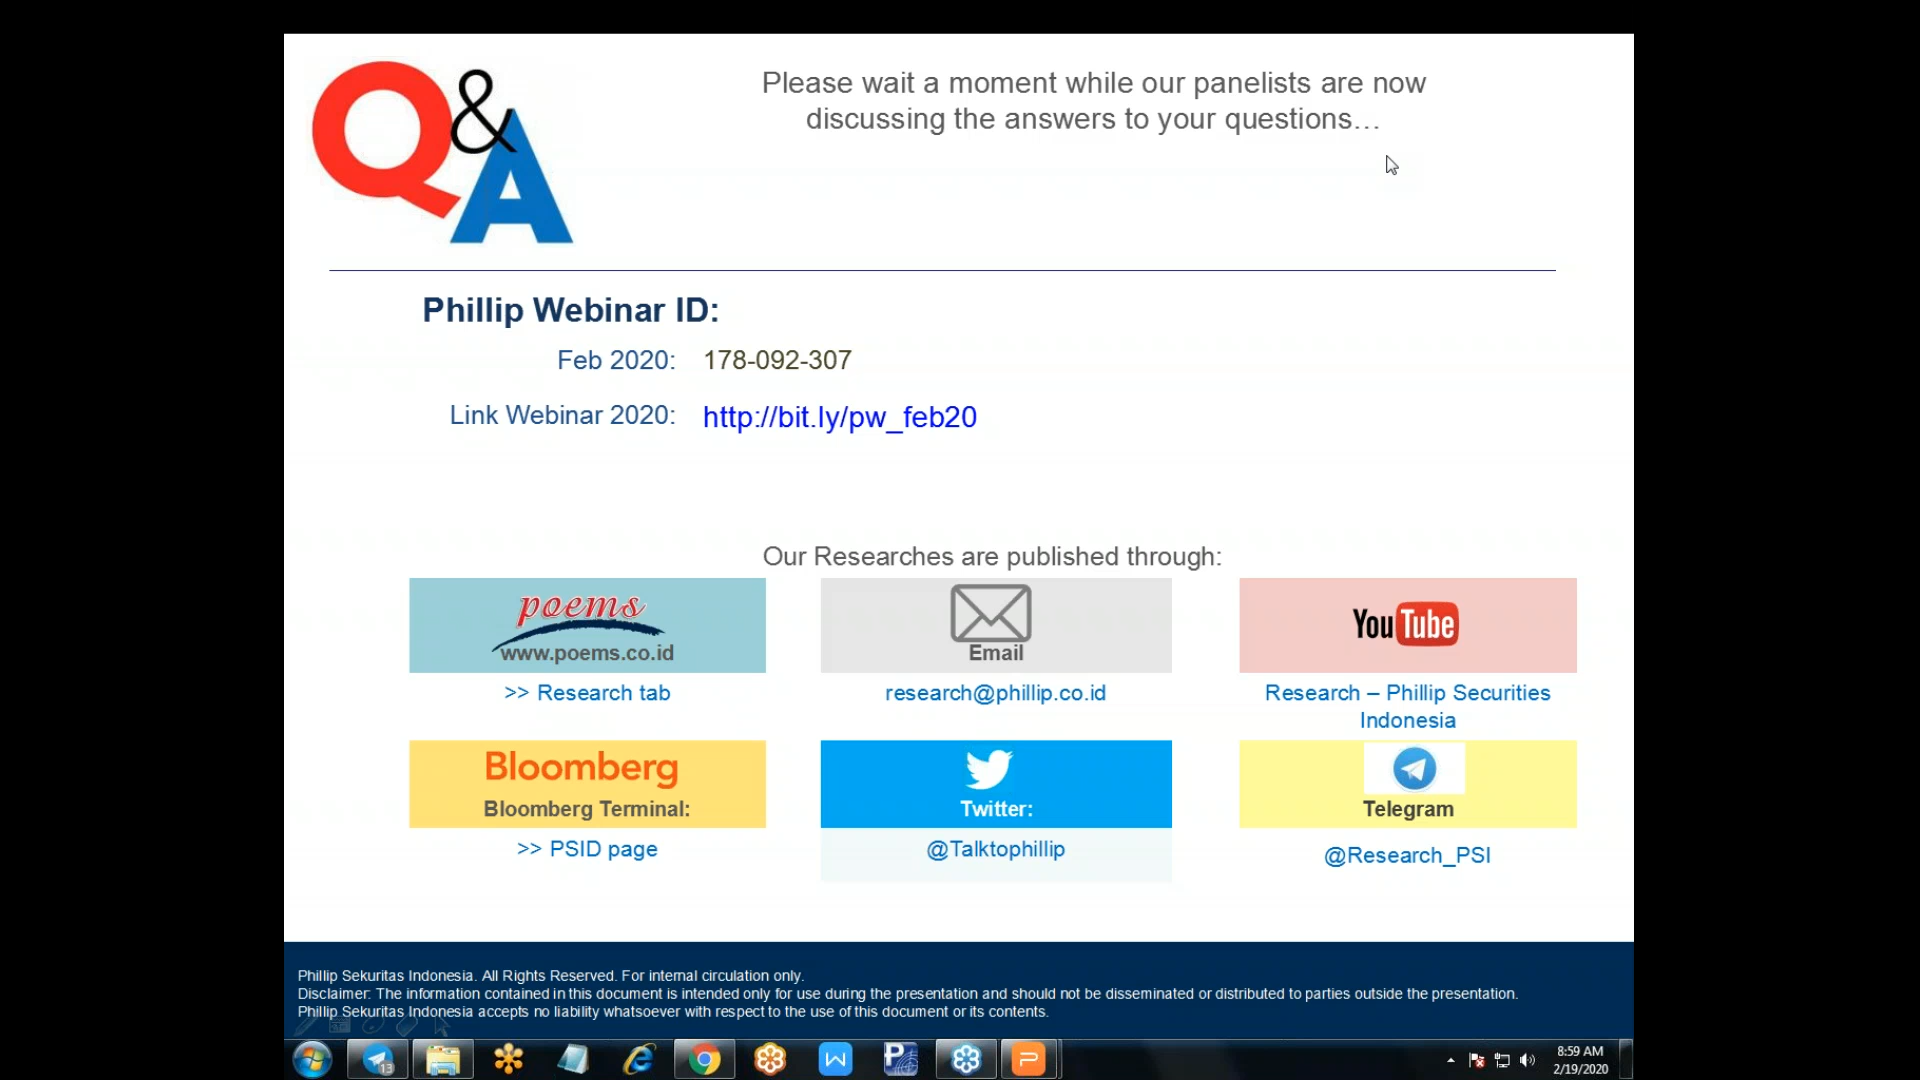 Q&A
Please wait a moment while our panelists are now
discussing the answers to your questions…
Phillip Webinar ID:
Feb 2020: 178-092-307
Link Webinar 2020: http://bit.ly/pw_feb20
Our Researches are published through:
poems
www.poems.co.id
>> Research tab
Email
research@phillip.co.id
YouTube
Research – Phillip Securities
Indonesia
Bloomberg
Bloomberg Terminal:
>> PSID page
Twitter:
@Talktophillip
Telegram
@Research_PSI
Phillip Sekuritas Indonesia. All Rights Reserved. For internal circulation only.
Disclaimer: The information contained in this document is intended only for use during the presentation and should not be disseminated or distributed to parties outside the presentation.
Phillip Sekuritas Indonesia accepts no liability whatsoever with respect to the use of this document or its contents.
13
8:59 AM
2/19/2020